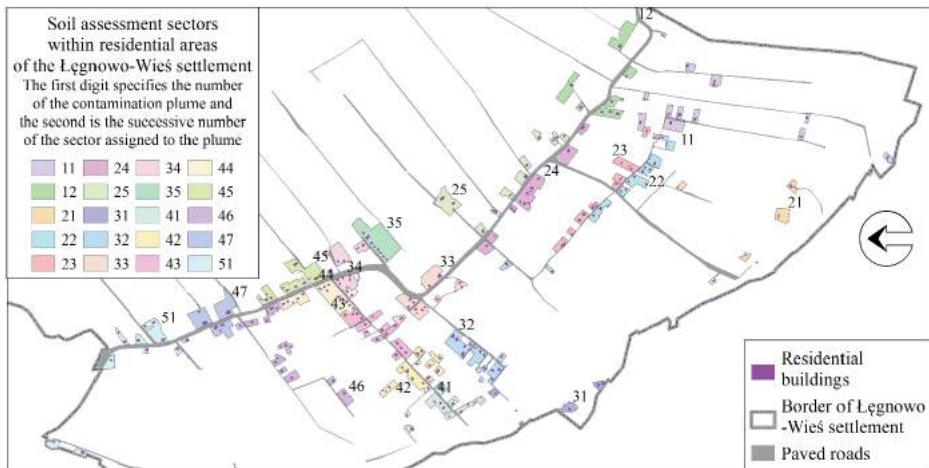 Soil assessment sectors
within residential areas
of the Łęgnowo-Wieś settlement
The first digit specifies the number
of the contamination plume and
the second is the successive number
of the sector assigned to the plume
11 24 34 44
12 25 35 45
21 31 41 46
22 32 42 47
23 33 43 51
12
11
23
22
24
21
25
35
45
34
44
33
43
47
51
32
42
41
46
31
Residential
buildings
Border of Łęgnowo
-Wieś settlement
Paved roads